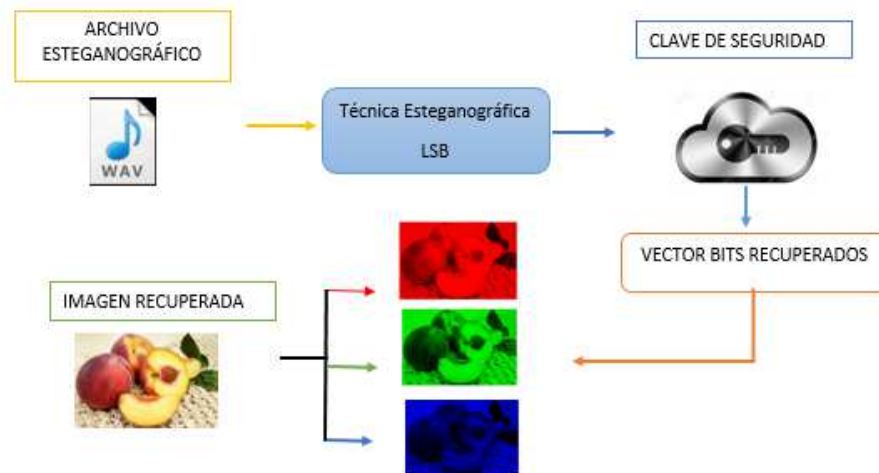 ARCHIVO
ESTEGANOGRÁFICO
CLAVE DE SEGURIDAD
WAV
Técnica Esteganográfica
LSB
VECTOR BITS RECUPERADOS
IMAGEN RECUPERADA